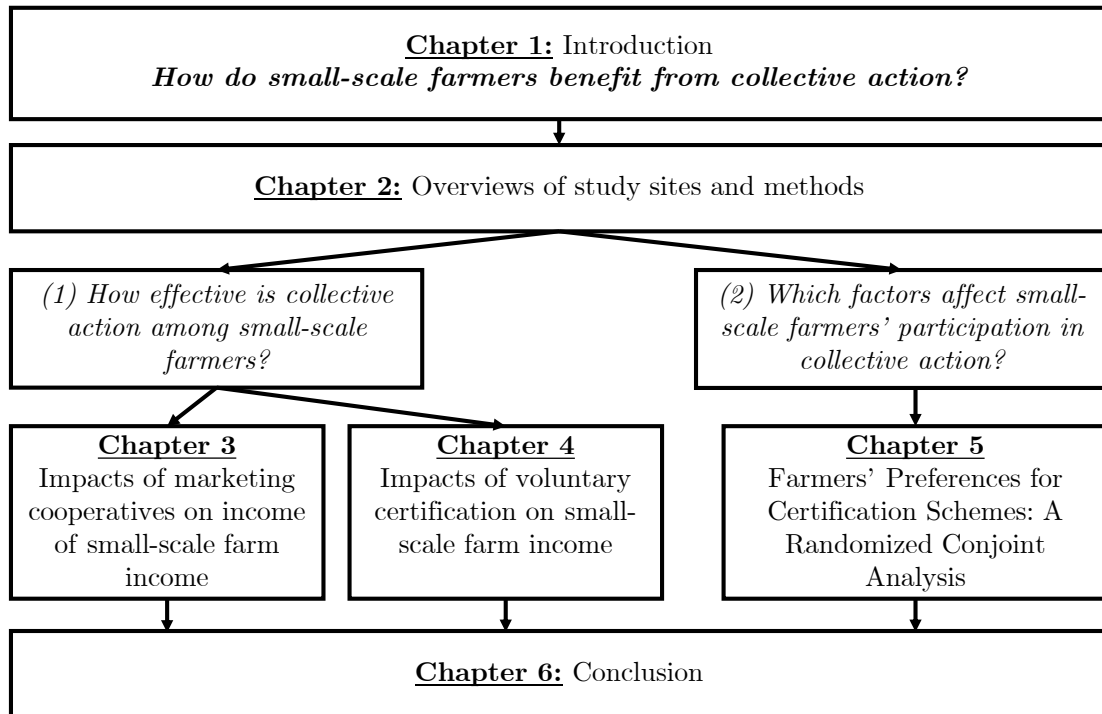 Chapter 1: Introduction
How do small-scale farmers benefit from collective action?
Chapter 2: Overviews of study sites and methods
(1) How effective is collective
action among small-scale
farmers?
(2) Which factors affect small-
scale farmers’ participation in
collective action?
Chapter 3
Impacts of marketing
cooperatives on income
of small-scale farm
income
Chapter 4
Impacts of voluntary
certification on small-
scale farm income
Chapter 5
Farmers’ Preferences for
Certification Schemes: A
Randomized Conjoint
Analysis
Chapter 6: Conclusion